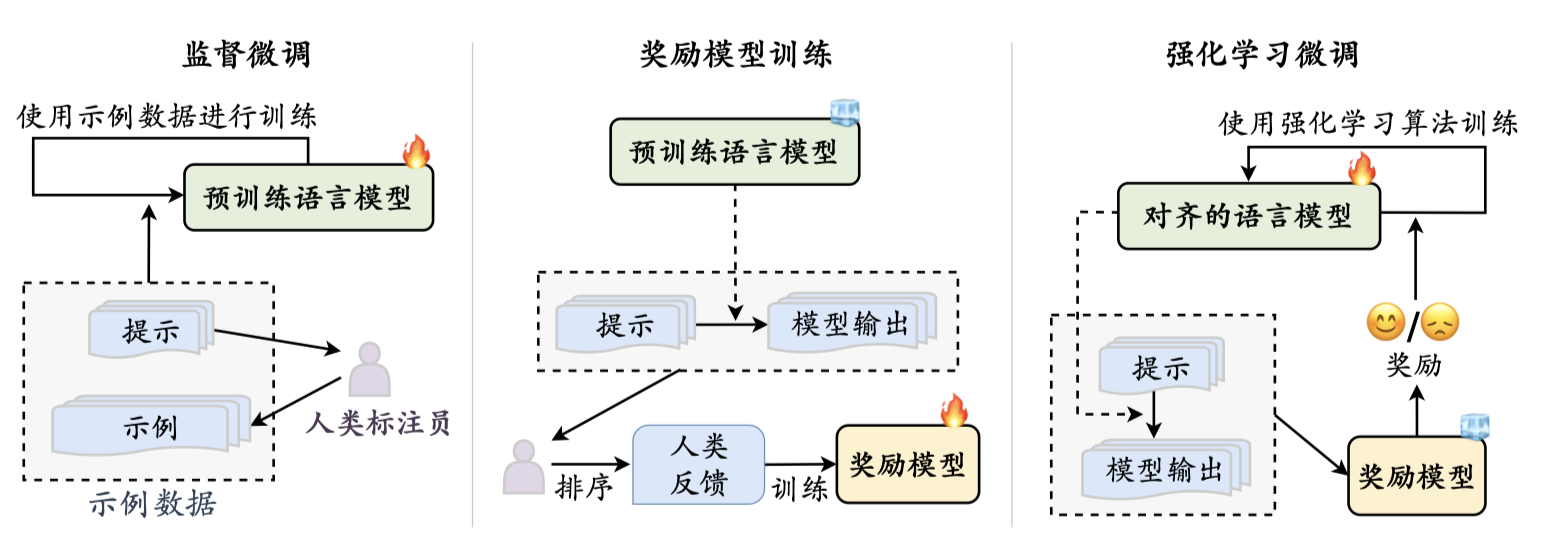 监督微调
使用示例数据进行训练
预训练语言模型
提示
示例
人类标注员
示例数据
奖励模型训练
预训练语言模型
提示
模型输出
排序
人类
反馈
训练
奖励模型
强化学习微调
使用强化学习算法训练
对齐的语言模型
/
奖励
提示
模型输出
奖励模型